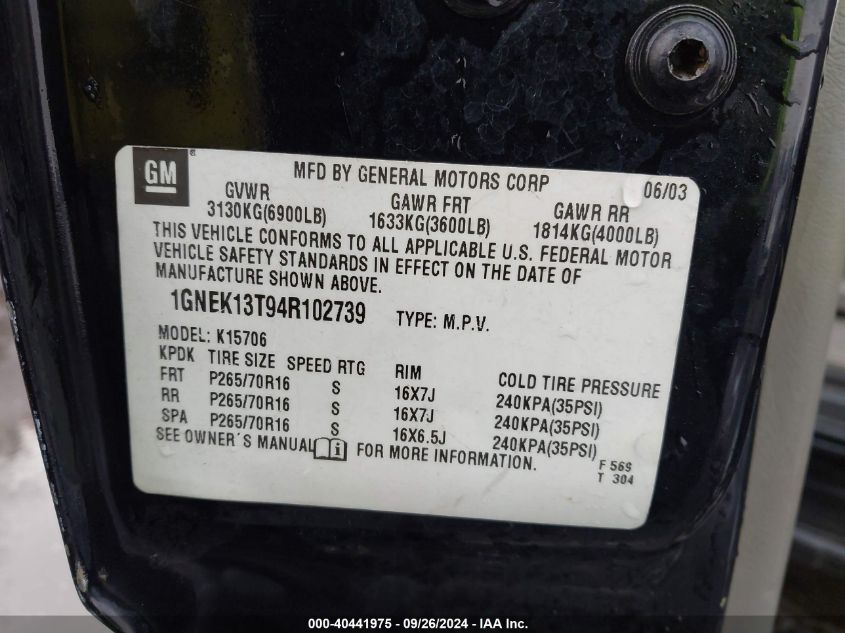 GM
MFD BY GENERAL MOTORS CORP 06/03
GVWR GAWR FRT GAWR RR
3130KG(6900LB) 1633KG(3600LB) 1814KG(4000LB)
THIS VEHICLE CONFORMS TO ALL APPLICABLE U.S. FEDERAL MOTOR
VEHICLE SAFETY STANDARDS IN EFFECT ON THE DATE OF
MANUFACTURE SHOWN ABOVE.
1GNEK13T94R102739 TYPE: M.P.V.
MODEL: K15706
KPDK TIRE SIZE SPEED RTG RIM COLD TIRE PRESSURE
FRT P265/70R16 S 16X7J 240KPA(35PSI)
RR P265/70R16 S 16X7J 240KPA(35PSI)
SPA P265/70R16 S 16X6.5J 240KPA(35PSI)
SEE OWNER'S MANUAL FOR MORE INFORMATION.
F 569
T 304
000-40441975 - 09/26/2024 - IAA Inc.